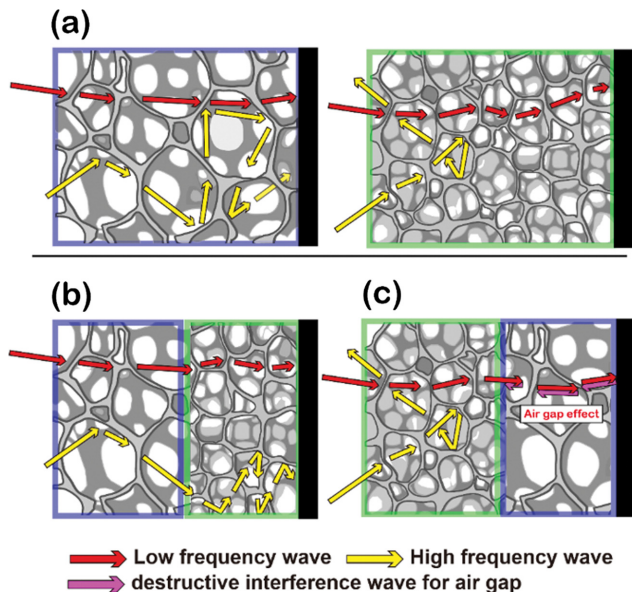 (a)
(b)
(c)
Air gap effect
Low frequency wave
High frequency wave
destructive interference wave for air gap